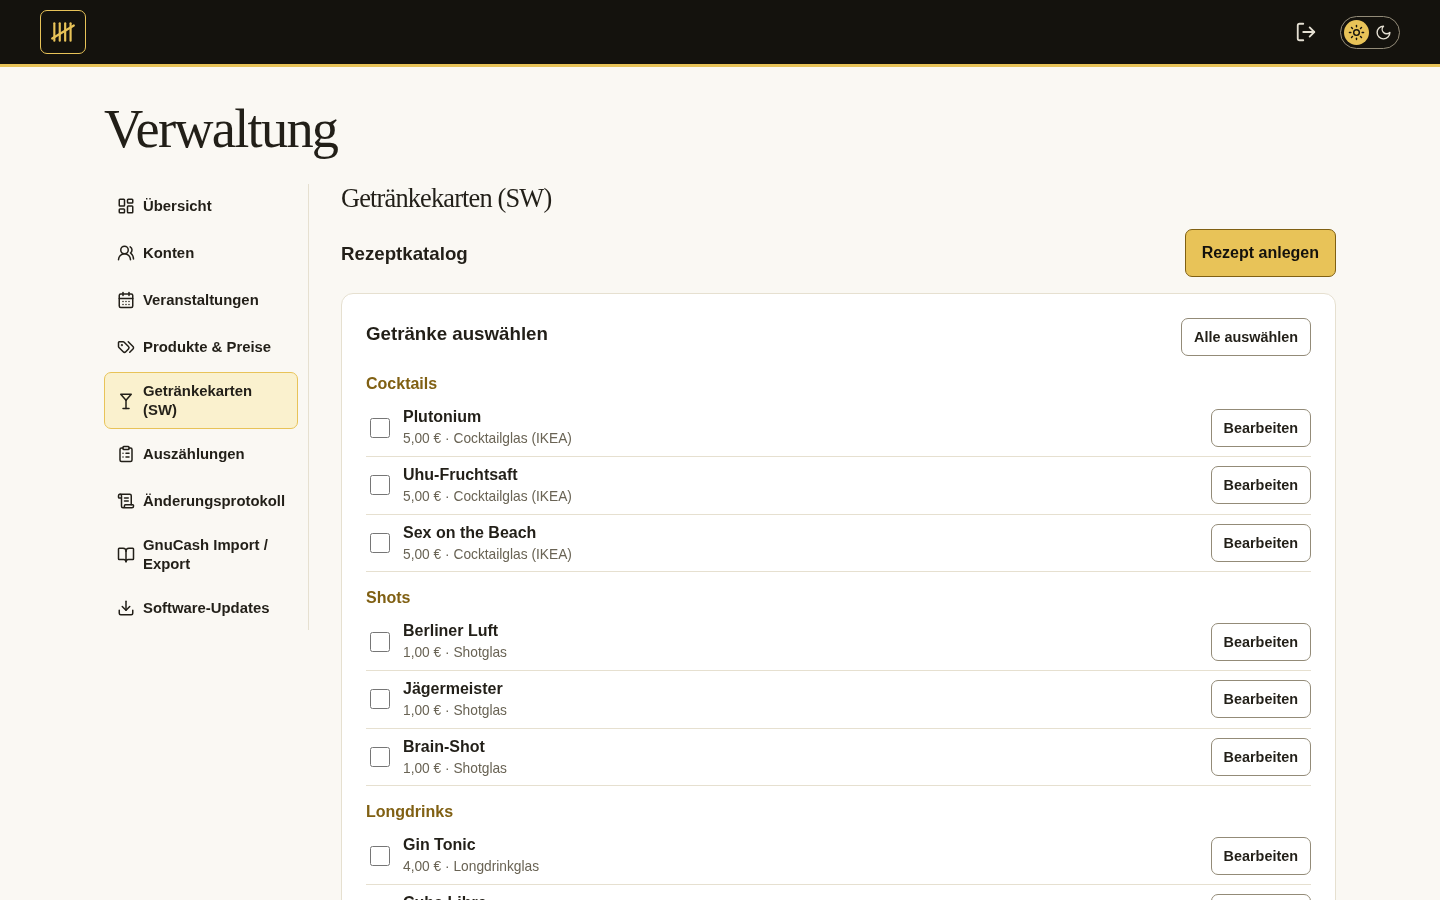 Verwaltung
Übersicht
Konten
Veranstaltungen
Produkte & Preise
Getränkekarten
(SW)
Auszählungen
Änderungsprotokoll
GnuCash Import /
Export
Software-Updates
Getränkekarten (SW)
Rezeptkatalog
Rezept anlegen
Getränke auswählen
Alle auswählen
Cocktails
Plutonium
5,00 € · Cocktailglas (IKEA)
Bearbeiten
Uhu-Fruchtsaft
5,00 € · Cocktailglas (IKEA)
Bearbeiten
Sex on the Beach
5,00 € · Cocktailglas (IKEA)
Bearbeiten
Shots
Berliner Luft
1,00 € · Shotglas
Bearbeiten
Jägermeister
1,00 € · Shotglas
Bearbeiten
Brain-Shot
1,00 € · Shotglas
Bearbeiten
Longdrinks
Gin Tonic
4,00 € · Longdrinkglas
Bearbeiten